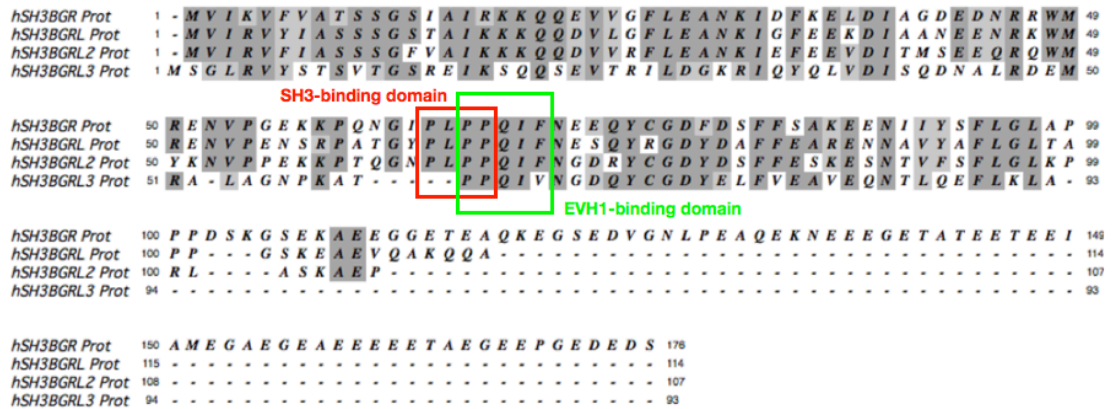 hSH3BGR Prot 1 - M V I K V F V A T S S G S I A I R K K Q Q E V V G F L E A N K I D F K E L D I A G D E D N R R W M 49
hSH3BGRL Prot 1 - M V I R V Y I A S S S G S T A I K K K Q Q D V L G F L E A N K I G F E E K D I A A N E E N R K W M 49
hSH3BGRL2 Prot 1 - M V I R V F I A S S S G F V A I K K K Q Q D V V R F L E A N K I E F E E V D I T M S E E Q R Q W M 49
hSH3BGRL3 Prot 1 M S G L R V Y S T S V T G S R E I K S Q Q S E V T R I L D G K R I Q Y Q L V D I S Q D N A L R D E M 50
SH3-binding domain
hSH3BGR Prot 50 R E N V P G E K K P Q N G I P L P P Q I F N E E Q Y C G D F D S F F S A K E E N I I Y S F L G L A P 99
hSH3BGRL Prot 50 R E N V P E N S R P A T G Y P L P P Q I F N E S Q Y R G D Y D A F F E A R E N N A V Y A F L G L T A 99
hSH3BGRL2 Prot 50 Y K N V P P E K K P T Q G N P L P P Q I F N G D R Y C G D Y D S F F E S K E S N T V F S F L G L K P 99
hSH3BGRL3 Prot 51 R A - L A G N P K A T - - - - - P P Q I V N G D Q Y C G D Y E L F V E A V E Q N T L Q E F L K L A - 93
EVH1-binding domain
hSH3BGR Prot 100 P P D S K G S E K A E E G G E T E A Q K E G S E D V G N L P E A Q E K N E E E G E T A T E E T E E I 149
hSH3BGRL Prot 100 P P - - - G S K E A E V Q A K Q Q A - - - - - - - - - - - - - - - - - - - - - - - - - - - - - - - - 114
hSH3BGRL2 Prot 100 R L - - - - A S K A E P - - - - - - - - - - - - - - - - - - - - - - - - - - - - - - - - - - - - - - 107
hSH3BGRL3 Prot 94 - - - - - - - - - - - - - - - - - - - - - - - - - - - - - - - - - - - - - - - - - - - - - - - - - - 93
hSH3BGR Prot 150 A M E G A E G E A E E E E E T A E G E E P G E D E D S 176
hSH3BGRL Prot 115 - - - - - - - - - - - - - - - - - - - - - - - - - - - 114
hSH3BGRL2 Prot 108 - - - - - - - - - - - - - - - - - - - - - - - - - - - 107
hSH3BGRL3 Prot 94 - - - - - - - - - - - - - - - - - - - - - - - - - - - 93